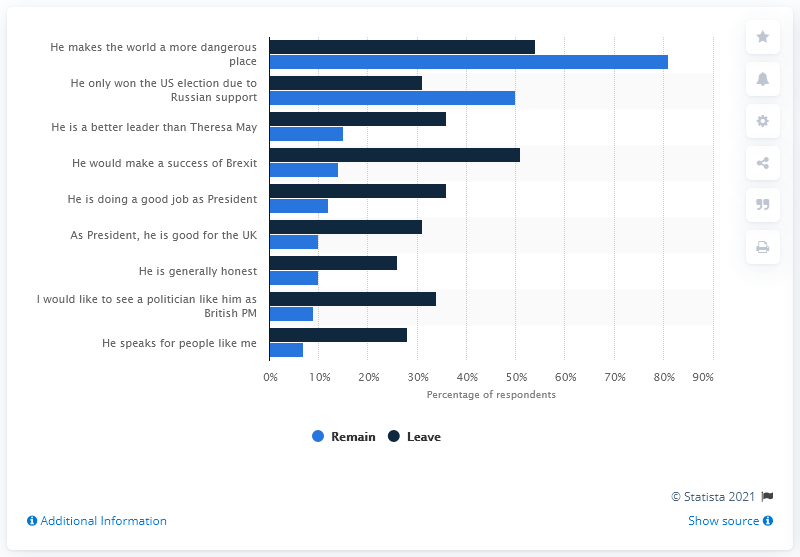 He makes the world a more dangerous
place
He only won the US election due to
Russian support
He is a better leader than Theresa May
He would make a success of Brexit
He is doing a good job as President
As President, he is good for the UK
He is generally honest
I would like to see a politician like him as
British PM
He speaks for people like me
0% 10% 20% 30% 40% 50% 60% 70% 80% 90%
Percentage of respondents
Remain Leave
© Statista 2021
Additional Information
Show source